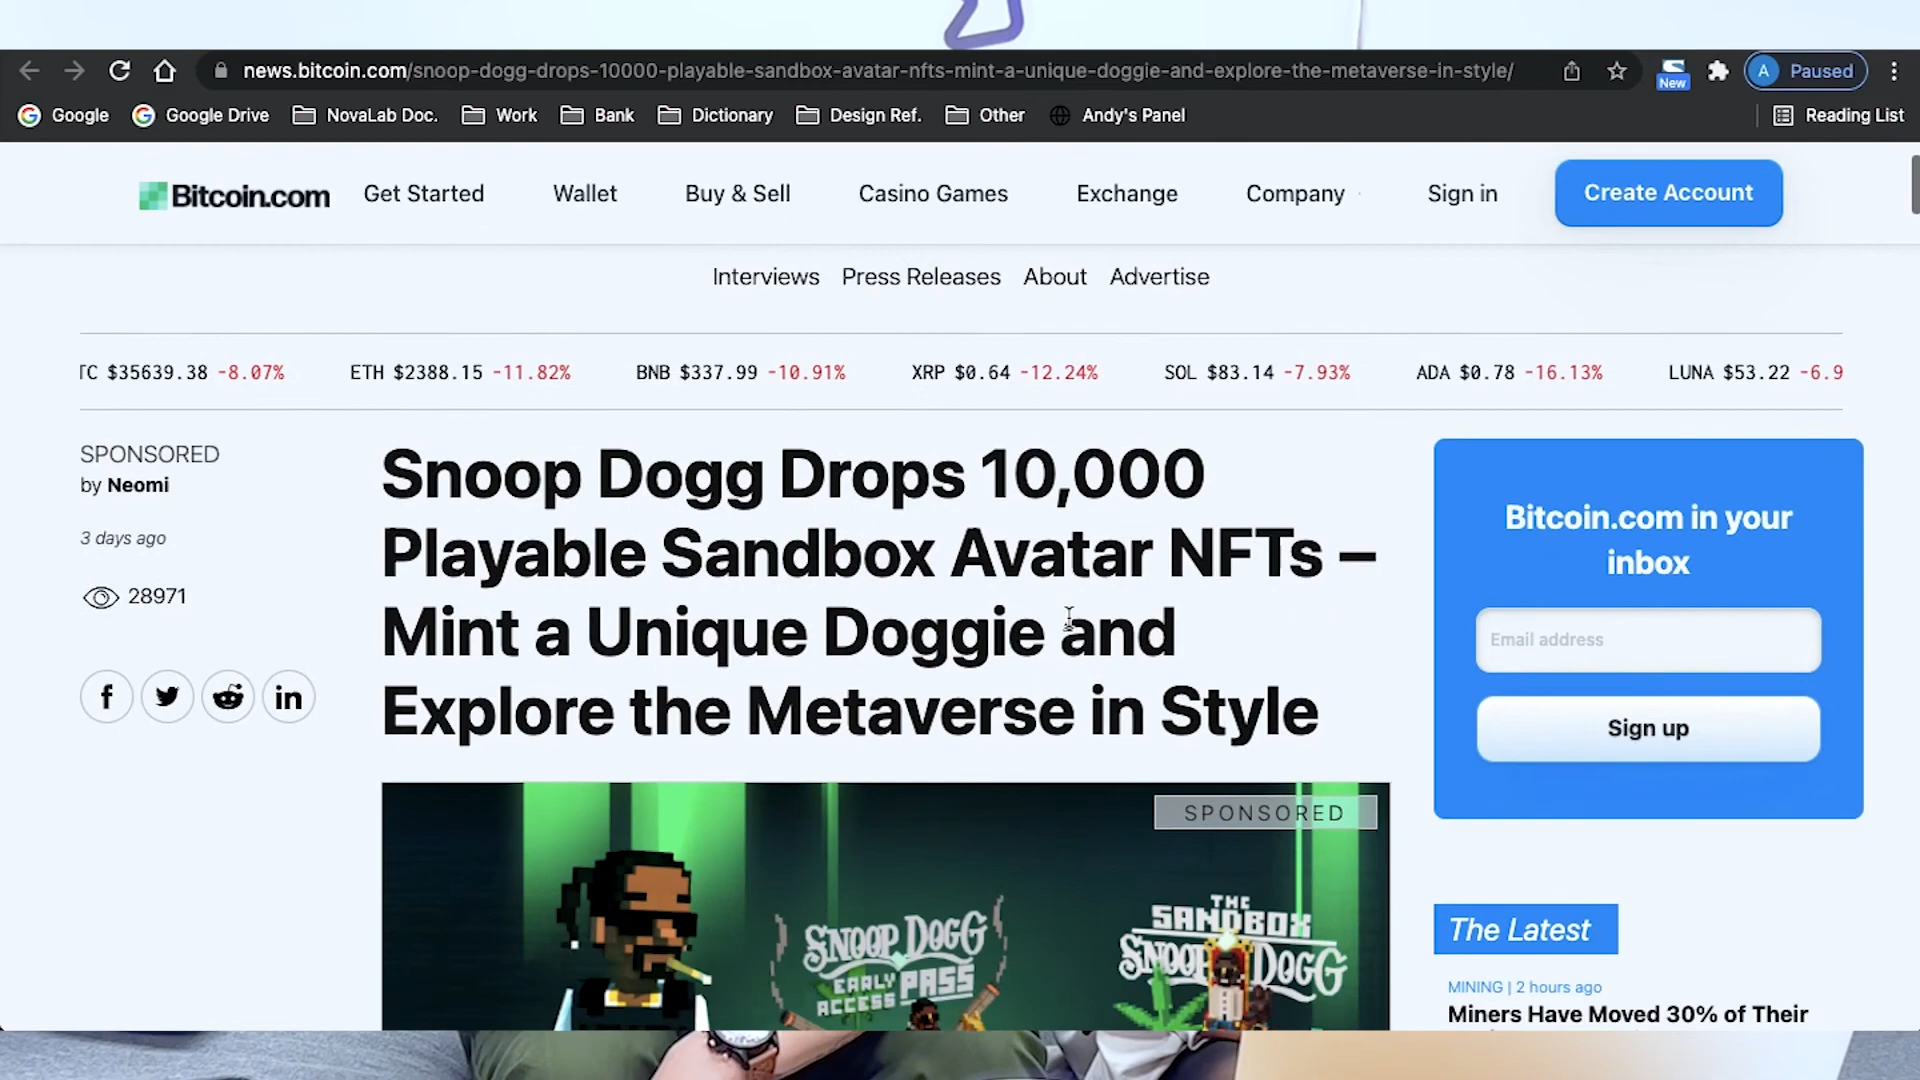 news.bitcoin.com/snoop-dogg-drops-10000-playable-sandbox-avatar-nfts-mint-a-unique-doggie-and-explore-the-metaverse-in-style/
New
A Paused
Google Google Drive NovaLab Doc. Work Bank Dictionary Design Ref. Other Andy's Panel Reading List
Bitcoin.com Get Started Wallet Buy & Sell Casino Games Exchange Company Sign in Create Account
Interviews Press Releases About Advertise
TC $35639.38 -8.07% ETH $2388.15 -11.82% BNB $337.99 -10.91% XRP $0.64 -12.24% SOL $83.14 -7.93% ADA $0.78 -16.13% LUNA $53.22 -6.9
SPONSORED
by Neomi
3 days ago
28971
Snoop Dogg Drops 10,000
Playable Sandbox Avatar NFTs –
Mint a Unique Doggie and
Explore the Metaverse in Style
SPONSORED
SNOOP DOGG
EARLY
ACCESS PASS
THE
SANDBOX
SNOOP DOGG
Bitcoin.com in your
inbox
Email address
Sign up
The Latest
MINING | 2 hours ago
Miners Have Moved 30% of Their